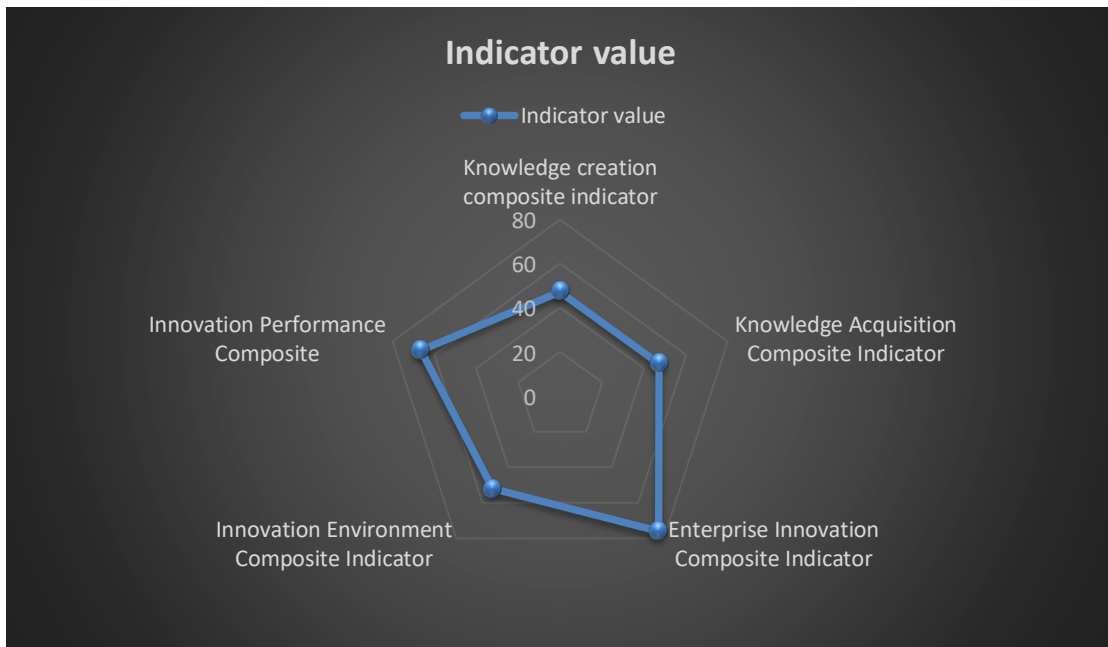 Indicator value
Indicator value
Knowledge creation
composite indicator
80
60
40
20
0
Innovation Performance
Composite
Knowledge Acquisition
Composite Indicator
Innovation Environment
Composite Indicator
Enterprise Innovation
Composite Indicator